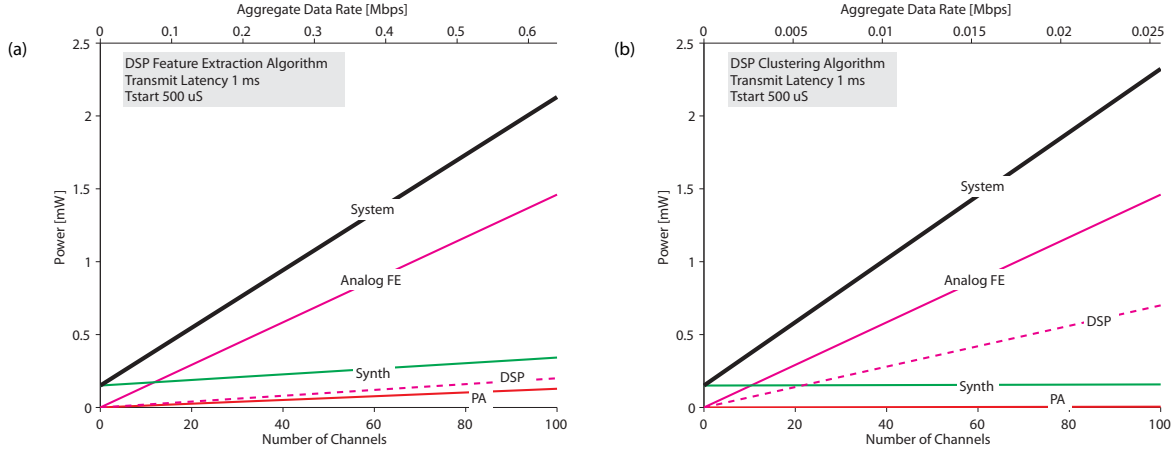 Aggregate Data Rate [Mbps]
0 0.1 0.2 0.3 0.4 0.5 0.6
(a)
2.5
2
1.5
1
0.5
0
Power [mW]
DSP Feature Extraction Algorithm
Transmit Latency 1 ms
Tstart 500 uS
System
Analog FE
Synth
DSP
PA
0 20 40 60 80 100
Number of Channels
Aggregate Data Rate [Mbps]
0 0.005 0.01 0.015 0.02 0.025
(b)
2.5
2
1.5
1
0.5
0
Power [mW]
DSP Clustering Algorithm
Transmit Latency 1 ms
Tstart 500 uS
System
Analog FE
DSP
Synth
PA
0 20 40 60 80 100
Number of Channels